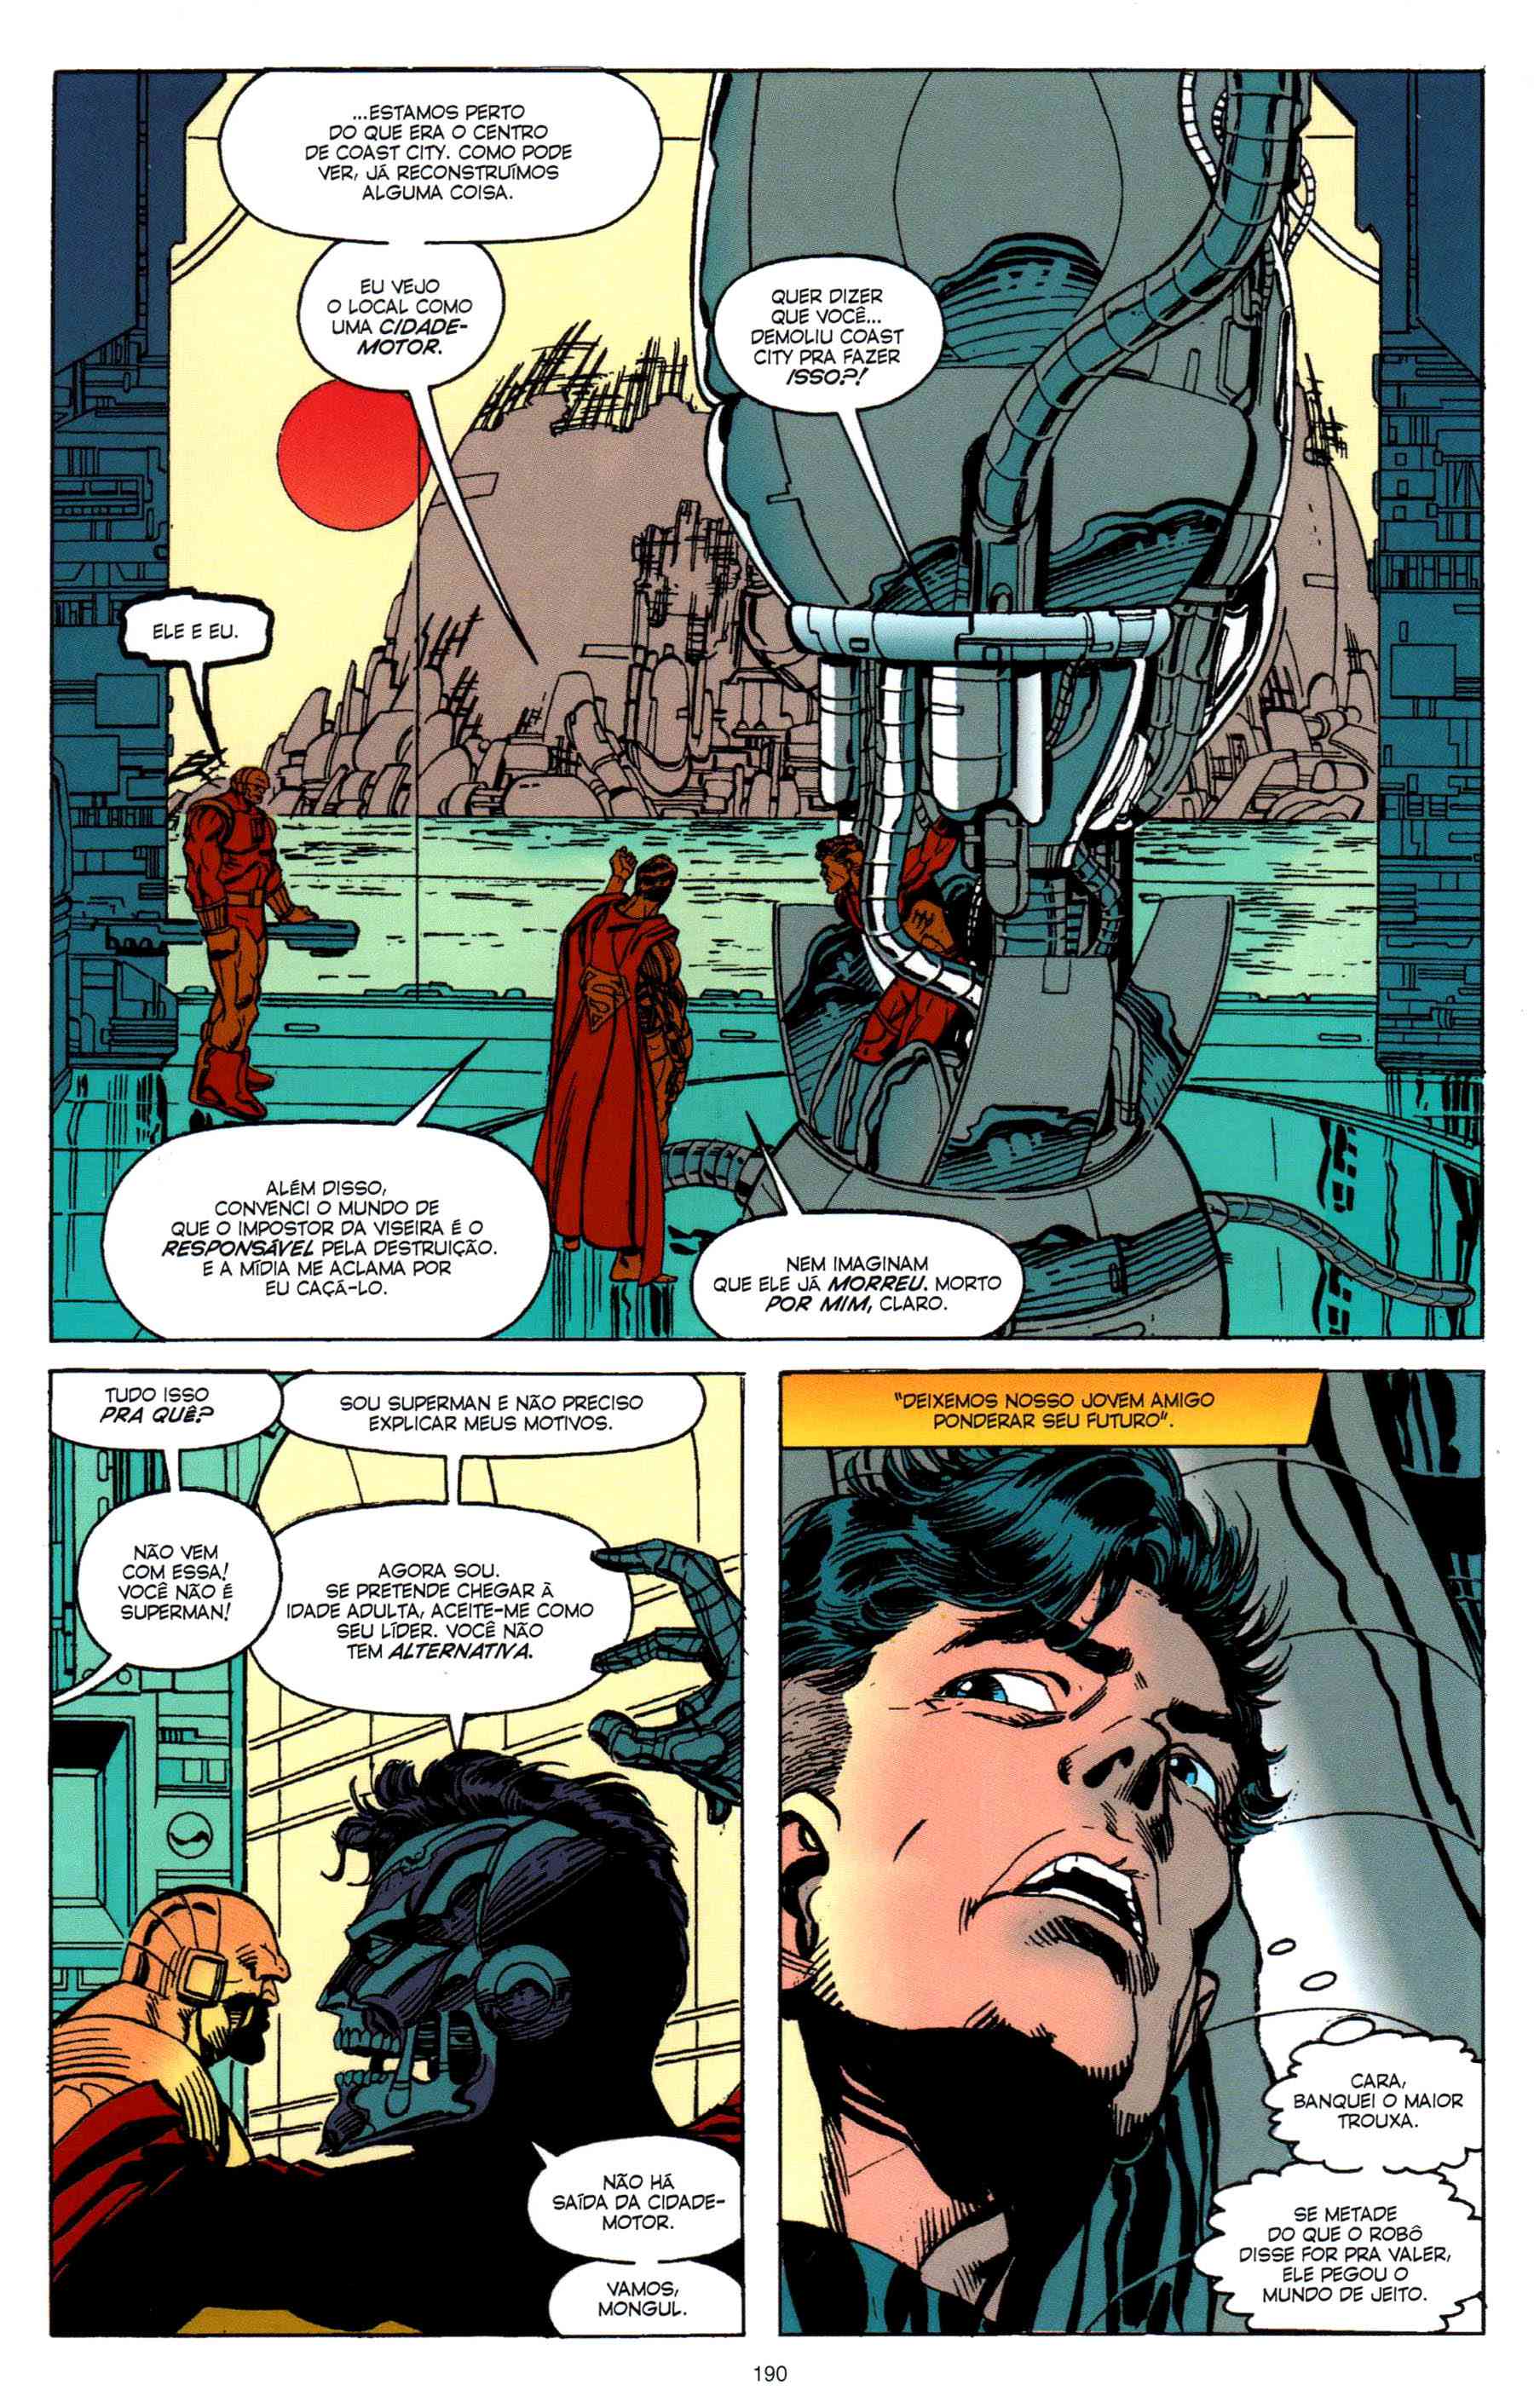 ...ESTAMOS PERTO
DO QUE ERA O CENTRO
DE COAST CITY. COMO PODE
VER, JÁ RECONSTRUÍMOS
ALGUMA COISA.
EU VEJO
O LOCAL COMO
UMA CIDADE-
MOTOR.
QUER DIZER
QUE VOCÊ...
DEMOLIU COAST
CITY PRA FAZER
ISSO?!
ELE E EU.
ALÉM DISSO,
CONVENCI O MUNDO DE
QUE O IMPOSTOR DA VISEIRA É O
RESPONSÁVEL PELA DESTRUIÇÃO.
E A MÍDIA ME ACLAMA POR
EU CAÇÁ-LO.
NEM IMAGINAM
QUE ELE JÁ MORREU. MORTO
POR MIM, CLARO.
TUDO ISSO
PRA QUÊ?
SOU SUPERMAN E NÃO PRECISO
EXPLICAR MEUS MOTIVOS.
NÃO VEM
COM ESSA!
VOCÊ NÃO É
SUPERMAN!
AGORA SOU.
SE PRETENDE CHEGAR À
IDADE ADULTA, ACEITE-ME COMO
SEU LÍDER. VOCÊ NÃO
TEM ALTERNATIVA.
NÃO HÁ
SAÍDA DA CIDADE-
MOTOR.
VAMOS,
MONGUL.
"DEIXEMOS NOSSO JOVEM AMIGO
PONDERAR SEU FUTURO".
CARA,
BANQUEI O MAIOR
TROUXA.
SE METADE
DO QUE O ROBÔ
DISSE FOR PRA VALER,
ELE PEGOU O
MUNDO DE JEITO.
190